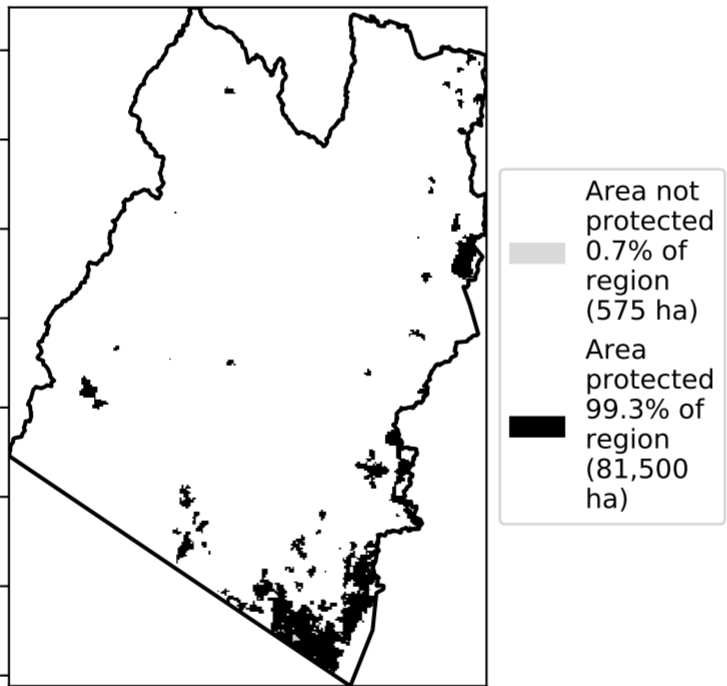 Area not
protected
0.7% of
region
(575 ha)
Area
protected
99.3% of
region
(81,500
ha)